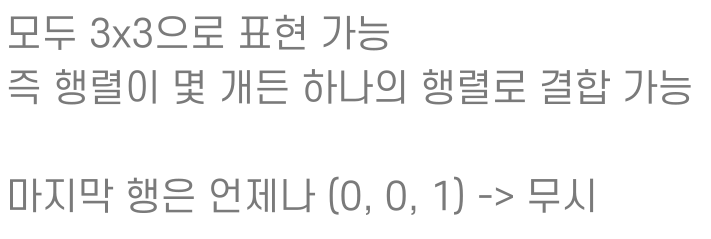 모두 3x3으로 표현 가능
즉 행렬이 몇 개든 하나의 행렬로 결합 가능
마지막 행은 언제나 (0, 0, 1) -> 무시